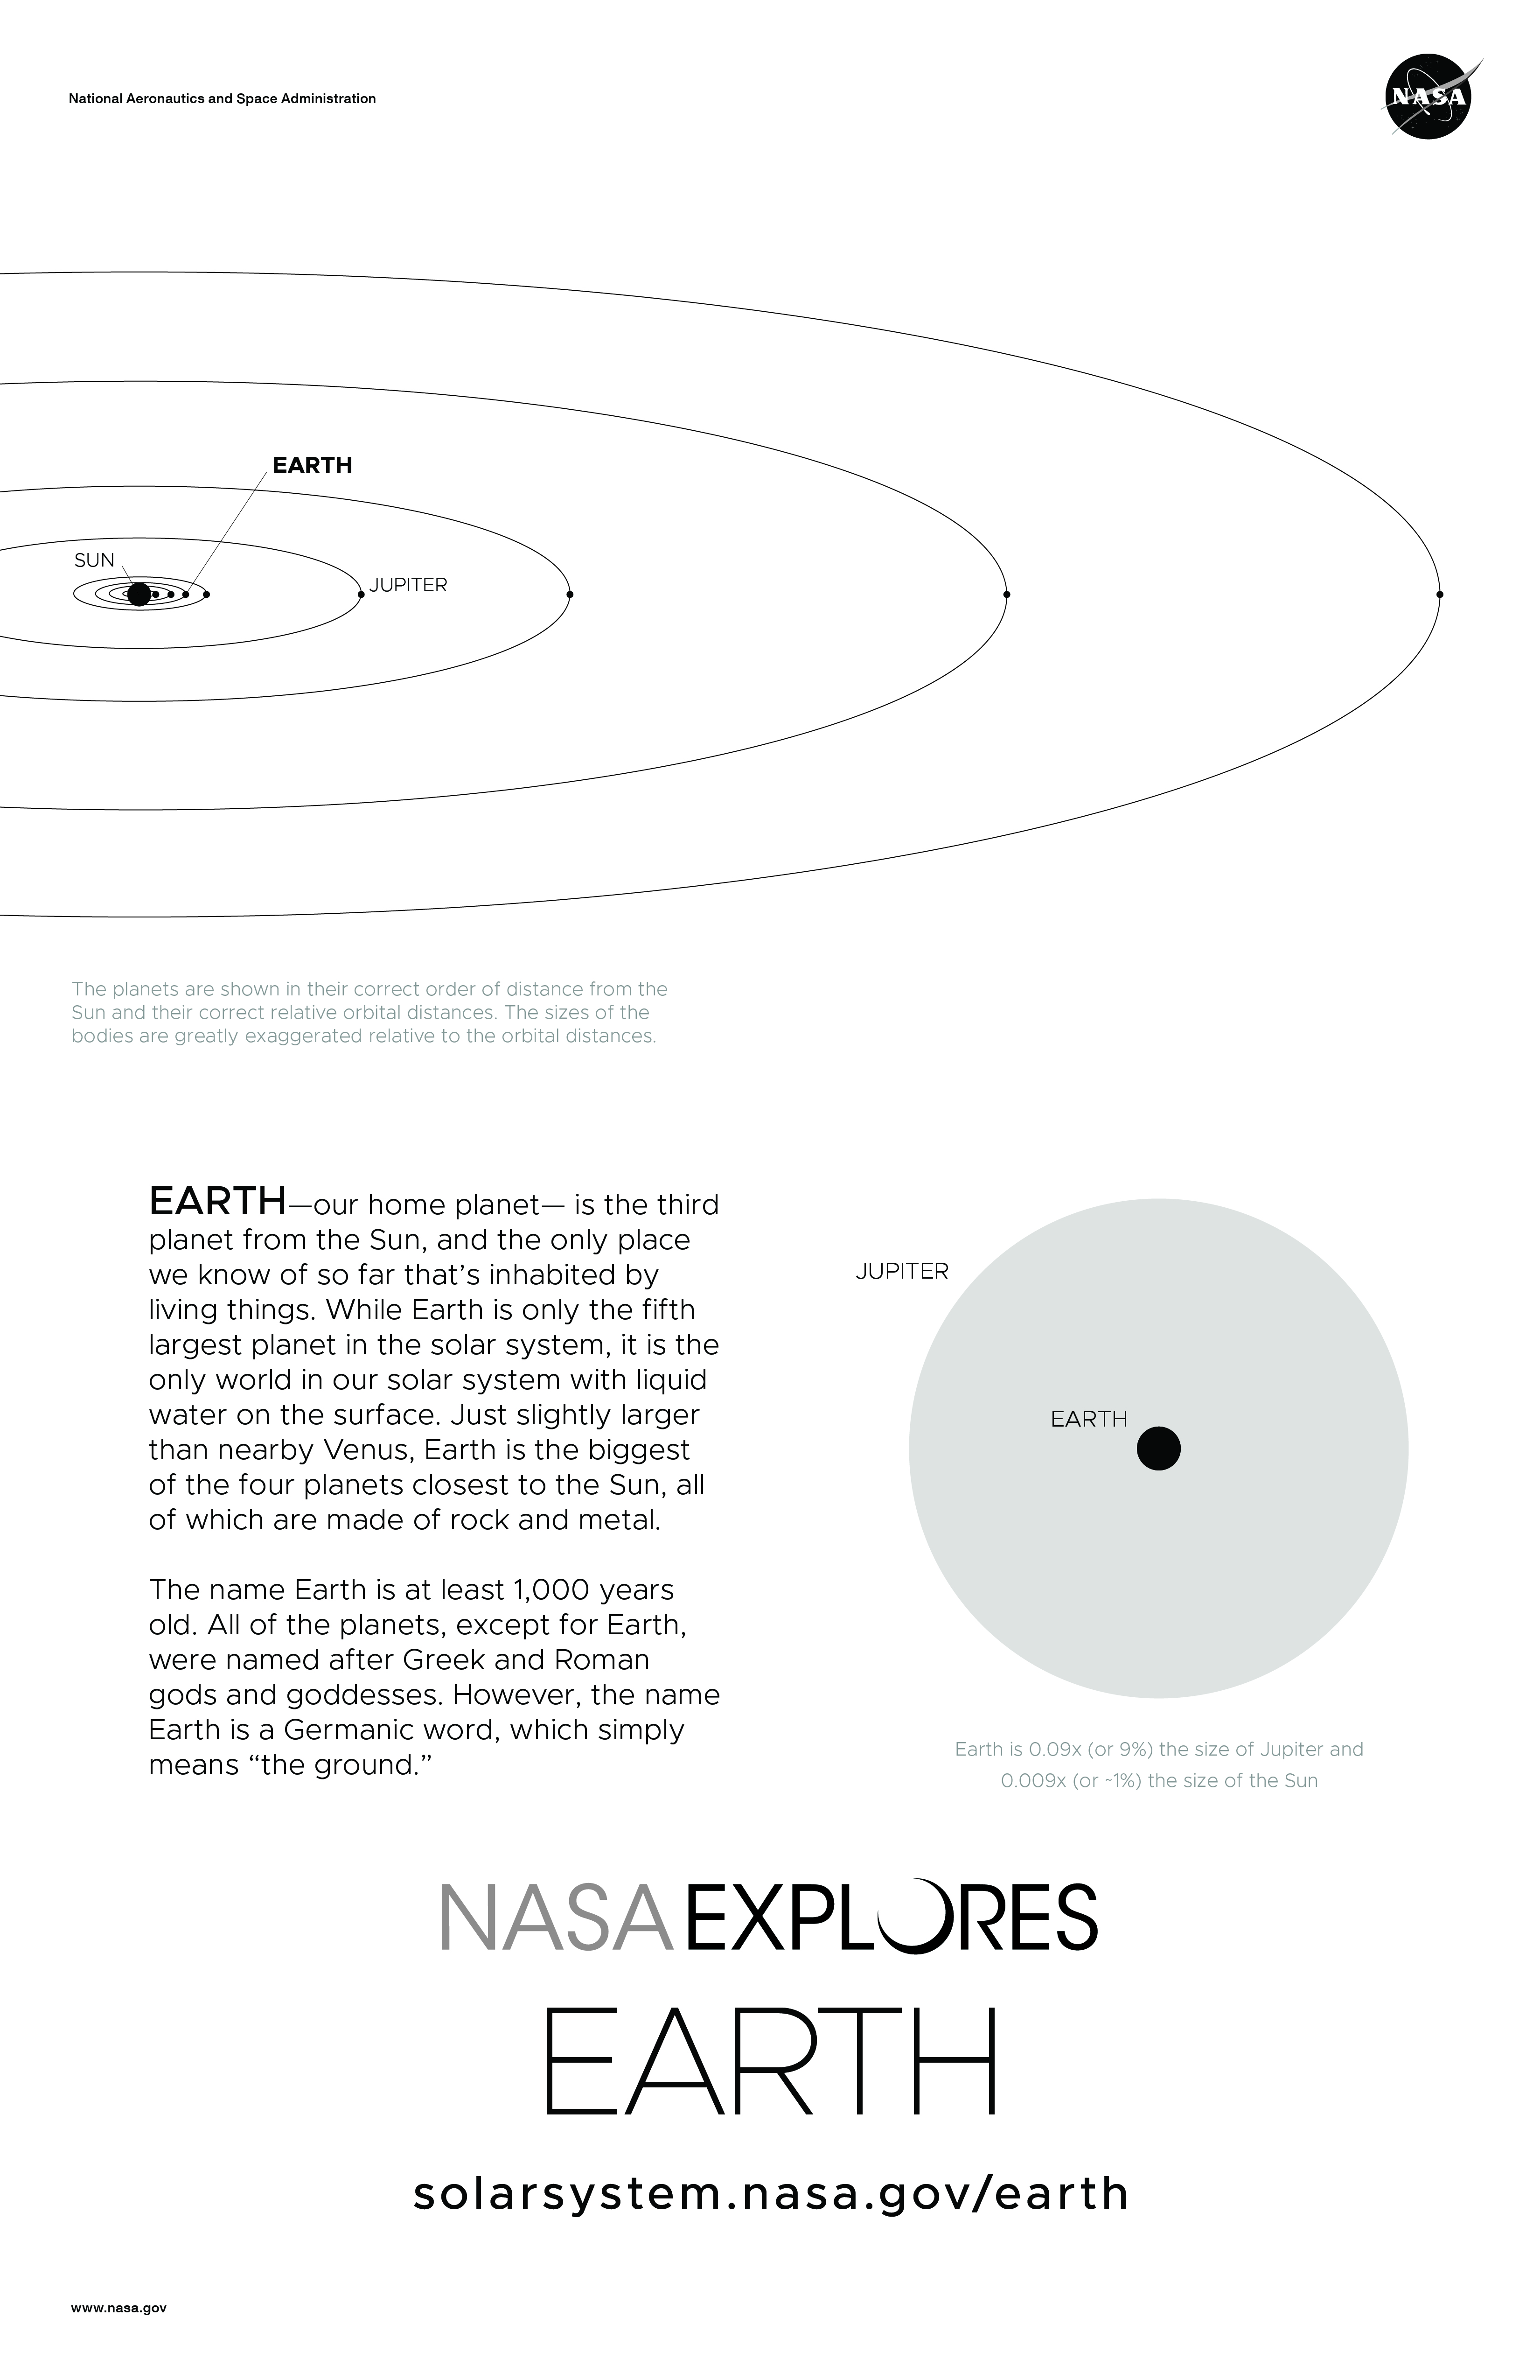 National Aeronautics and Space Administration
NASA
EARTH
SUN
JUPITER
The planets are shown in their correct order of distance from the
Sun and their correct relative orbital distances. The sizes of the
bodies are greatly exaggerated relative to the orbital distances.
EARTH—our home planet— is the third
planet from the Sun, and the only place
we know of so far that’s inhabited by
living things. While Earth is only the fifth
largest planet in the solar system, it is the
only world in our solar system with liquid
water on the surface. Just slightly larger
than nearby Venus, Earth is the biggest
of the four planets closest to the Sun, all
of which are made of rock and metal.
The name Earth is at least 1,000 years
old. All of the planets, except for Earth,
were named after Greek and Roman
gods and goddesses. However, the name
Earth is a Germanic word, which simply
means “the ground.”
JUPITER
EARTH
Earth is 0.09x (or 9%) the size of Jupiter and
0.009x (or ~1%) the size of the Sun
NASA EXPLORES
EARTH
solarsystem.nasa.gov/earth
www.nasa.gov